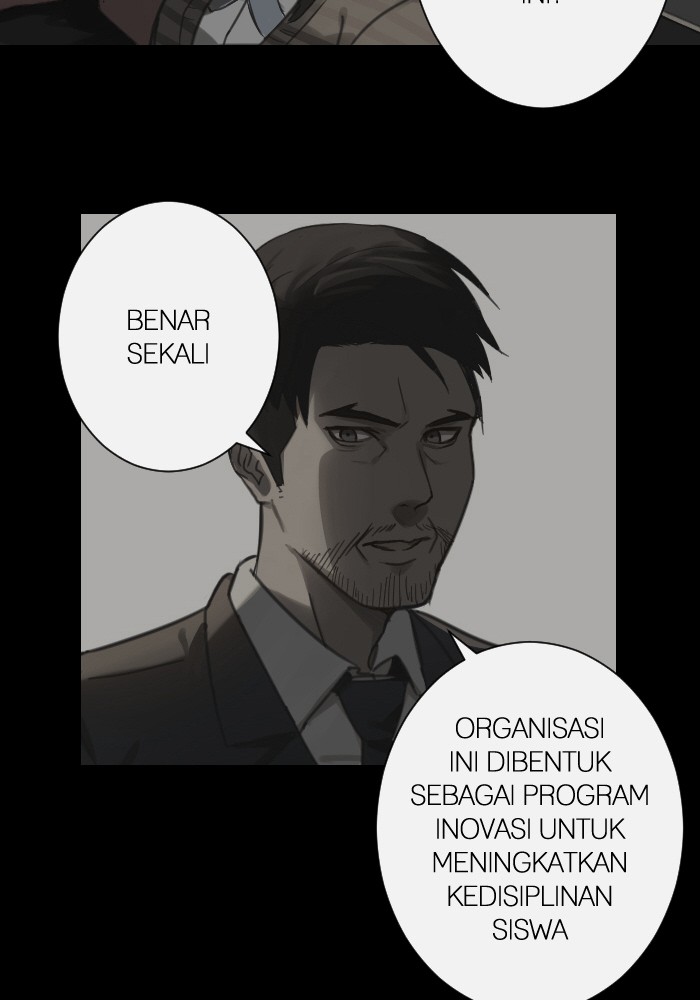 BENAR
SEKALI
ORGANISASI
INI DIBENTUK
SEBAGAI PROGRAM
INOVASI UNTUK
MENINGKATKAN
KEDISIPLINAN
SISWA